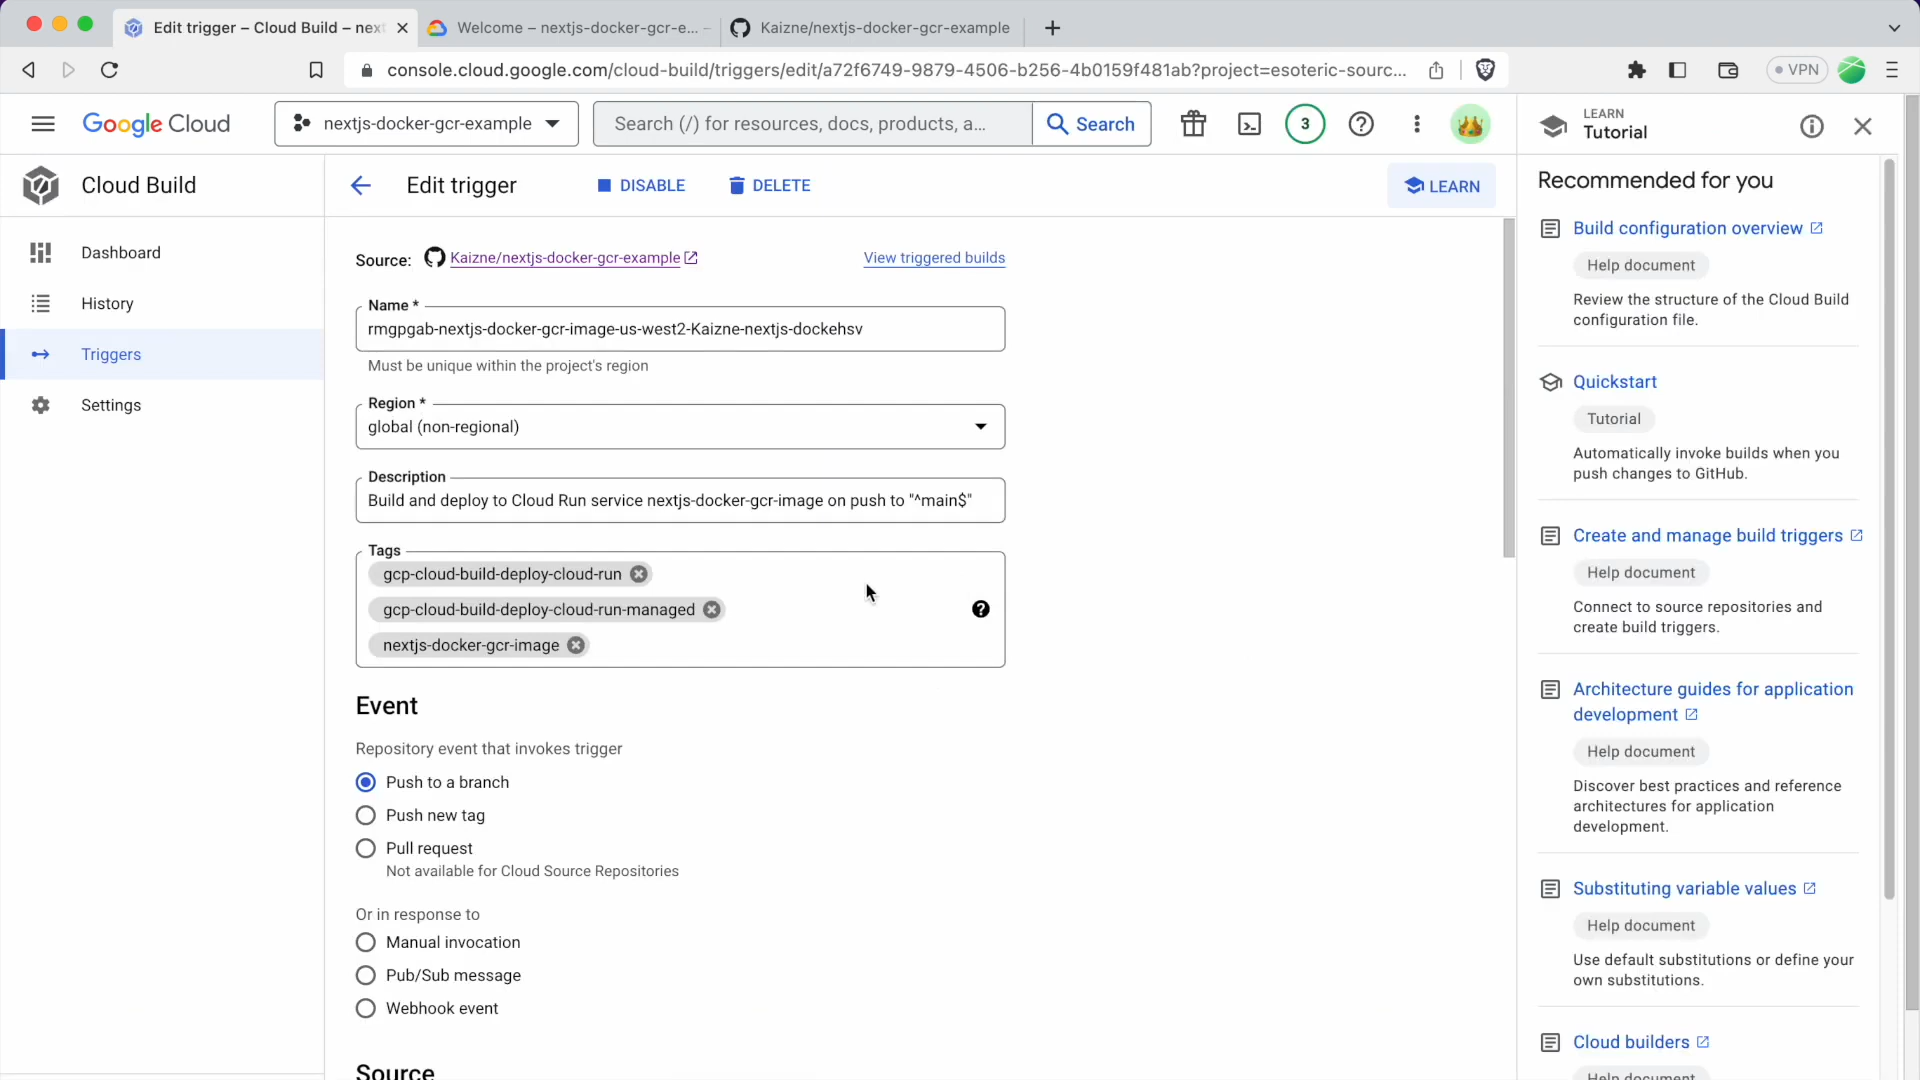 Edit trigger – Cloud Build – nex
Welcome – nextjs-docker-gcr-e...
Kaizne/nextjs-docker-gcr-example
console.cloud.google.com/cloud-build/triggers/edit/a72f6749-9879-4506-b256-4b0159f481ab?project=esoteric-sourc...
VPN
Google Cloud
nextjs-docker-gcr-example
Search (/) for resources, docs, products, a...
Search
3
LEARN
Tutorial
Cloud Build
Edit trigger
DISABLE
DELETE
LEARN
Dashboard
History
Triggers
Settings
Source:
Kaizne/nextjs-docker-gcr-example
View triggered builds
Name *
rmgpgab-nextjs-docker-gcr-image-us-west2-Kaizne-nextjs-dockehsv
Must be unique within the project's region
Region *
global (non-regional)
Description
Build and deploy to Cloud Run service nextjs-docker-gcr-image on push to "^main$"
Tags
gcp-cloud-build-deploy-cloud-run
gcp-cloud-build-deploy-cloud-run-managed
nextjs-docker-gcr-image
Event
Repository event that invokes trigger
Push to a branch
Push new tag
Pull request
Not available for Cloud Source Repositories
Or in response to
Manual invocation
Pub/Sub message
Webhook event
Source
Recommended for you
Build configuration overview
Help document
Review the structure of the Cloud Build
configuration file.
Quickstart
Tutorial
Automatically invoke builds when you
push changes to GitHub.
Create and manage build triggers
Help document
Connect to source repositories and
create build triggers.
Architecture guides for application
development
Help document
Discover best practices and reference
architectures for application
development.
Substituting variable values
Help document
Use default substitutions or define your
own substitutions.
Cloud builders
Help document